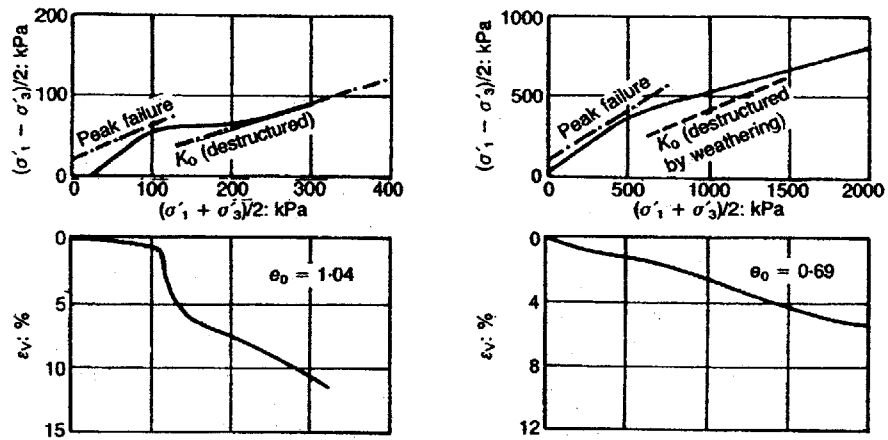 200
100
0
(σ′₁ − σ′₃)/2: kPa
Peak failure
K₀ (destructured)
0 100 200 300 400
(σ′₁ + σ′₃)/2: kPa
1000
500
0
(σ′₁ − σ′₃)/2: kPa
Peak failure
K₀ (destructured
by weathering)
0 500 1000 1500 2000
(σ′₁ + σ′₃)/2: kPa
0
5
10
15
εᵥ: %
e₀ = 1·04
0
4
8
12
εᵥ: %
e₀ = 0·69